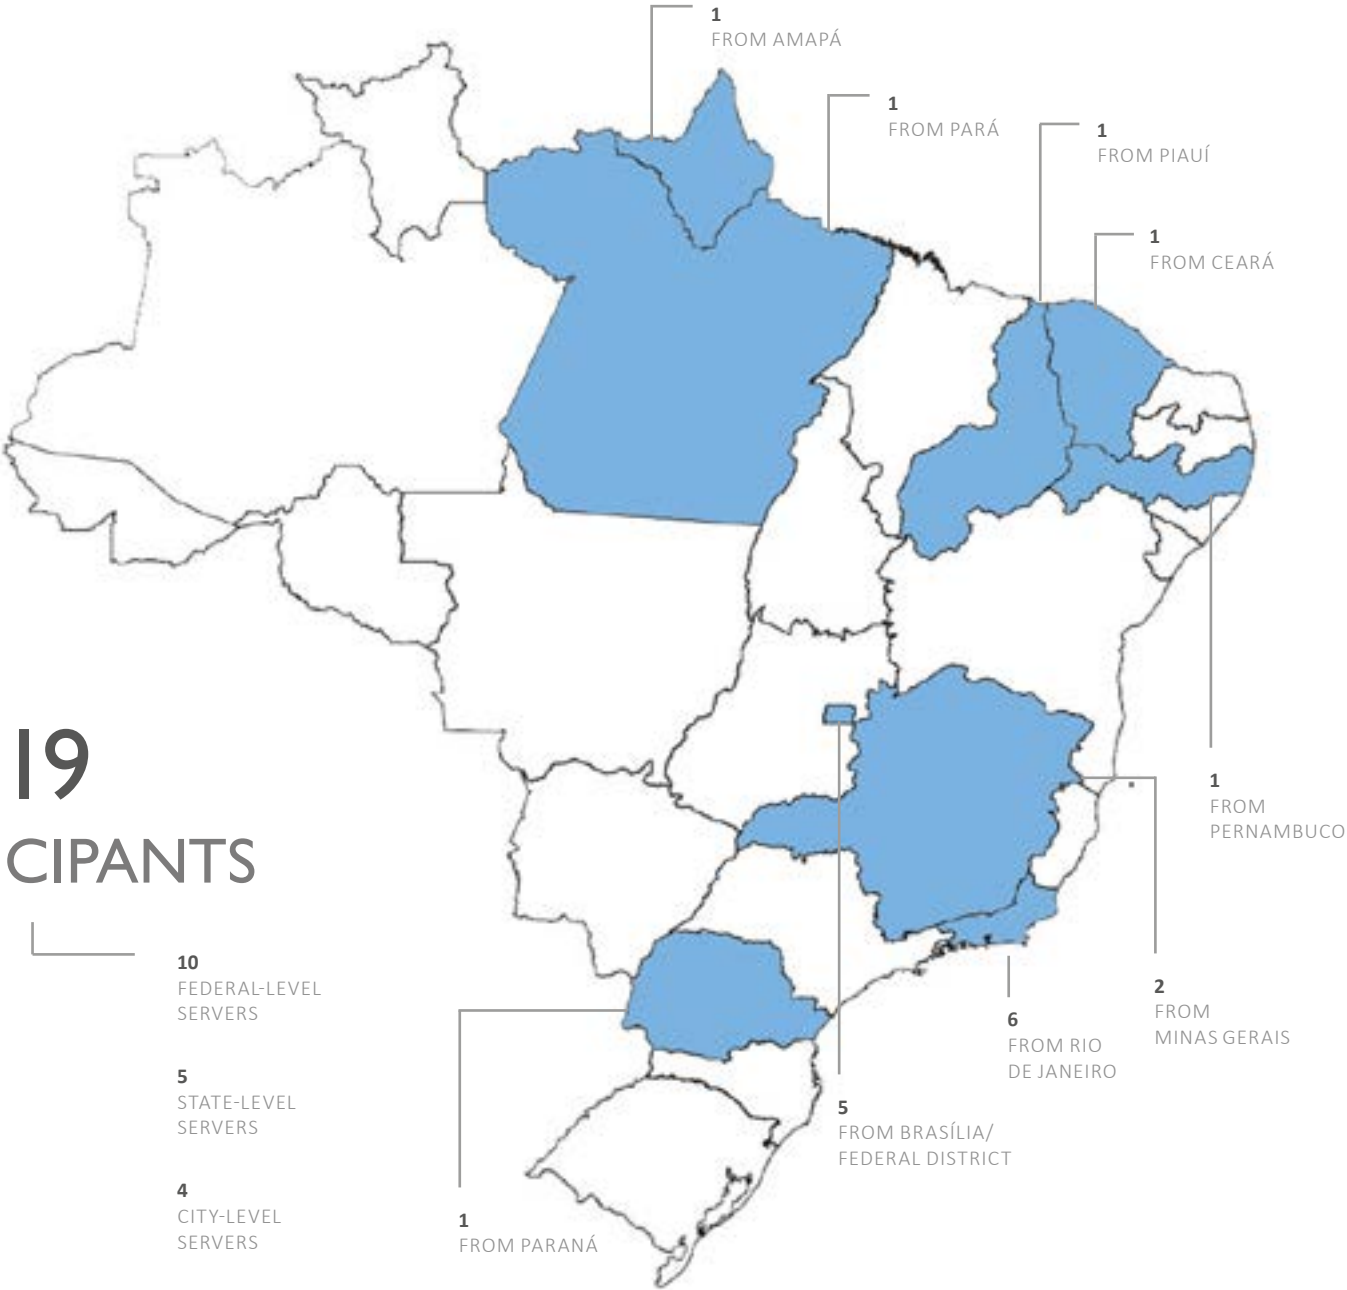 1
FROM AMAPÁ
1
FROM PARÁ
1
FROM PIAUÍ
1
FROM CEARÁ
1
FROM
PERNAMBUCO
2
FROM
MINAS GERAIS
6
FROM RIO
DE JANEIRO
5
FROM BRASÍLIA/
FEDERAL DISTRICT
1
FROM PARANÁ
19
CIPANTS
10
FEDERAL-LEVEL
SERVERS
5
STATE-LEVEL
SERVERS
4
CITY-LEVEL
SERVERS